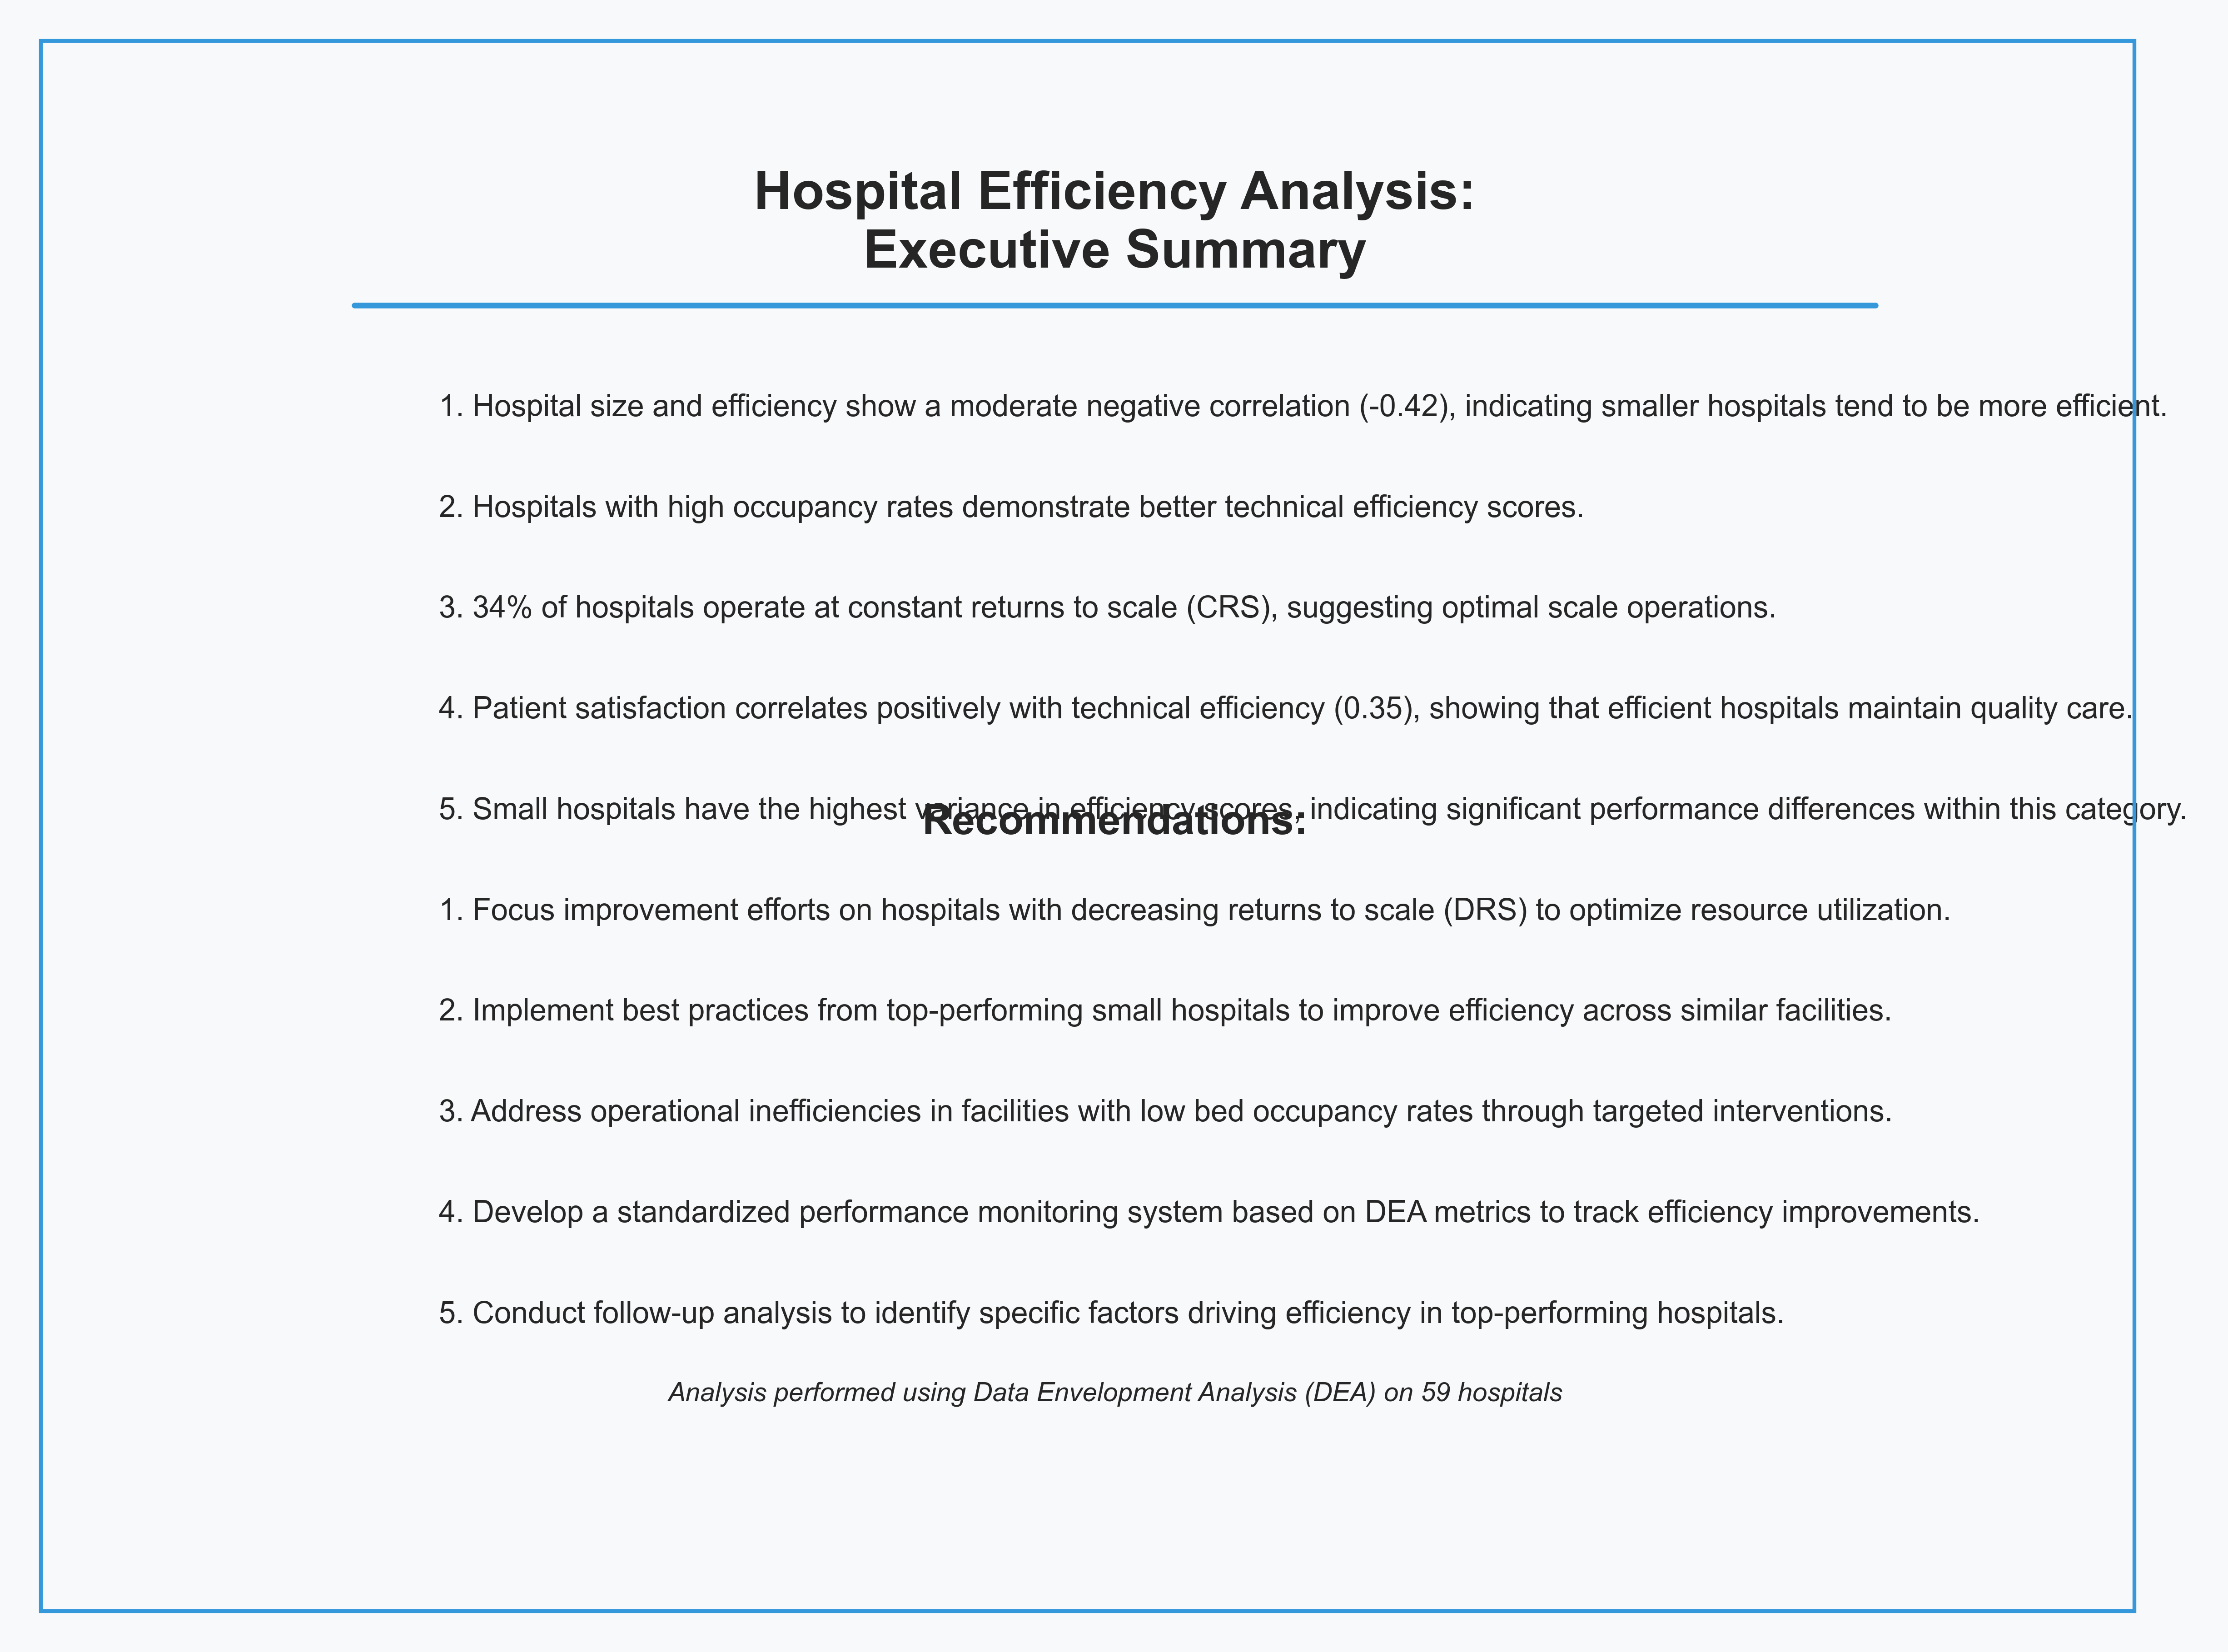 Hospital Efficiency Analysis:
Executive Summary
1. Hospital size and efficiency show a moderate negative correlation (-0.42), indicating smaller hospitals tend to be more efficient.
2. Hospitals with high occupancy rates demonstrate better technical efficiency scores.
3. 34% of hospitals operate at constant returns to scale (CRS), suggesting optimal scale operations.
4. Patient satisfaction correlates positively with technical efficiency (0.35), showing that efficient hospitals maintain quality care.
5. Small hospitals have the highest variance in efficiency scores, indicating significant performance differences within this category.
Recommendations:
1. Focus improvement efforts on hospitals with decreasing returns to scale (DRS) to optimize resource utilization.
2. Implement best practices from top-performing small hospitals to improve efficiency across similar facilities.
3. Address operational inefficiencies in facilities with low bed occupancy rates through targeted interventions.
4. Develop a standardized performance monitoring system based on DEA metrics to track efficiency improvements.
5. Conduct follow-up analysis to identify specific factors driving efficiency in top-performing hospitals.
Analysis performed using Data Envelopment Analysis (DEA) on 59 hospitals